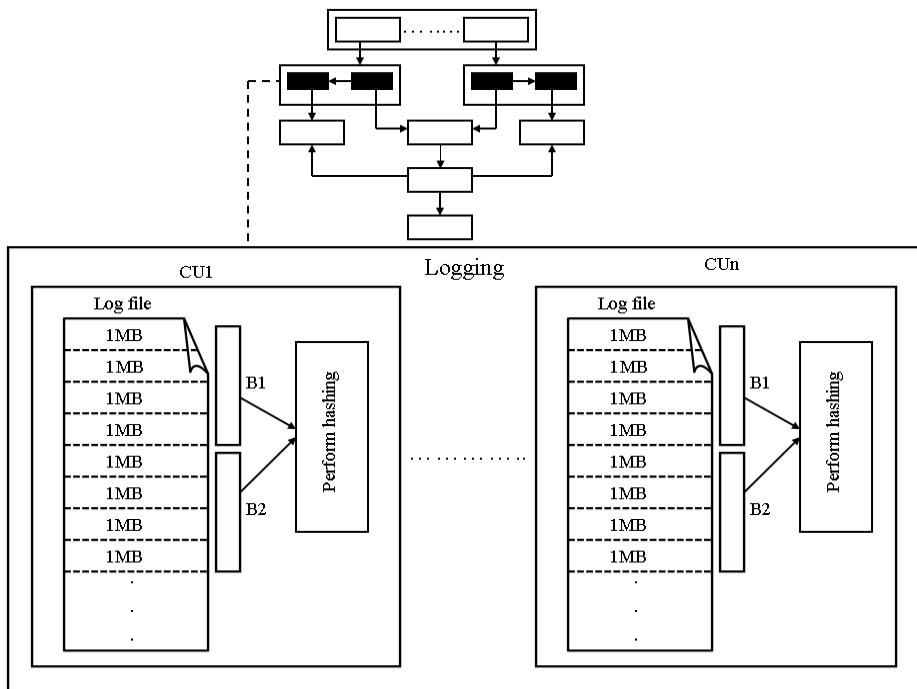 Logging
CU1
Log file
1MB
1MB
1MB
1MB
1MB
1MB
1MB
1MB
B1
B2
Perform hashing
CUn
Log file
1MB
1MB
1MB
1MB
1MB
1MB
1MB
1MB
B1
B2
Perform hashing